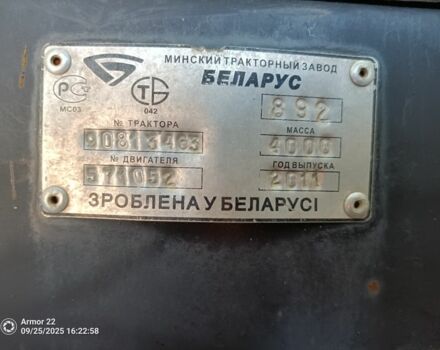 МИНСКИЙ ТРАКТОРНЫЙ ЗАВОД
БЕЛАРУС
МС03
042
892
№ ТРАКТОРА
МАССА
90813463
4000
№ ДВИГАТЕЛЯ
ГОД ВЫПУСКА
571052
2011
ЗРОБЛЕНА У БЕЛАРУСІ
Armor 22
09/25/2025 16:22:58